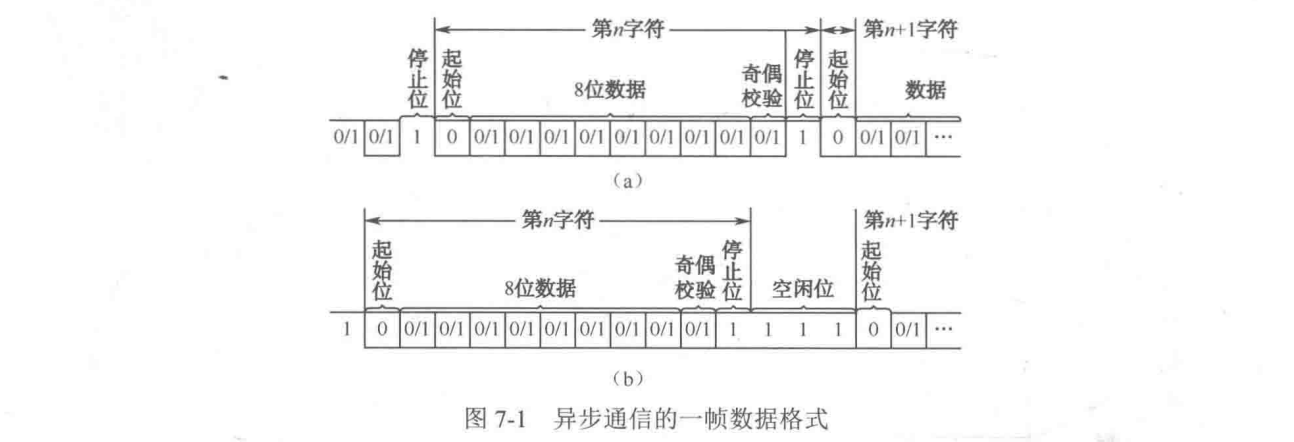 第n字符 第n+1字符
停止位 起始位 8位数据 奇偶校验 停止位 起始位 数据
0/1 0/1 1 0 0/1 0/1 0/1 0/1 0/1 0/1 0/1 0/1 0/1 1 0 0/1 0/1 …
（a）
第n字符 第n+1字符
起始位 8位数据 奇偶校验 停止位 空闲位 起始位
1 0 0/1 0/1 0/1 0/1 0/1 0/1 0/1 0/1 0/1 1 1 1 1 0 0/1 …
（b）
图 7-1 异步通信的一帧数据格式